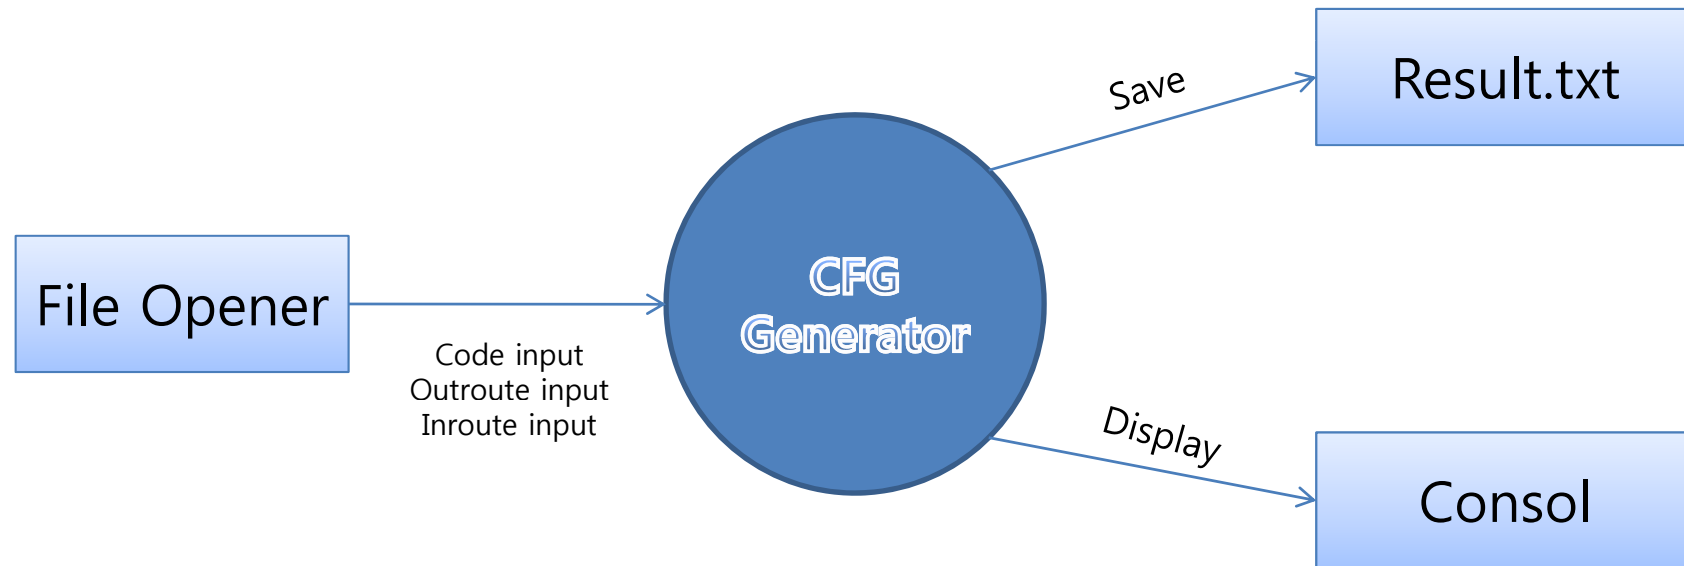 File Opener
Code input
Outroute input
Inroute input
CFG
Generator
Save
Result.txt
Display
Consol